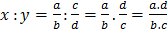 x : y = a/b : c/d = a/b . d/c = a.d/b.c